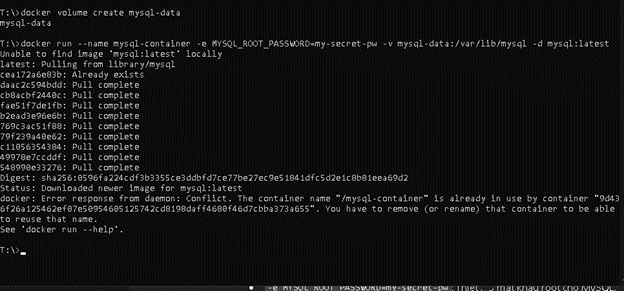 T:\>docker volume create mysql-data
mysql-data
T:\>docker run --name mysql-container -e MYSQL_ROOT_PASSWORD=my-secret-pw -v mysql-data:/var/lib/mysql -d mysql:latest
Unable to find image 'mysql:latest' locally
latest: Pulling from library/mysql
cea172a6e83b: Already exists
daac2c594bdd: Pull complete
cb8acbf2440c: Pull complete
fae51f7de1fb: Pull complete
b2ead3e96e6b: Pull complete
769c3ac51f88: Pull complete
79f239a40e62: Pull complete
c11056354384: Pull complete
49978e7ccddf: Pull complete
548990e33276: Pull complete
Digest: sha256:0596fa224cdf3b3355ce3ddbfd7ce77be27ec9e51841dfc5d2e1c8b81eea69d2
Status: Downloaded newer image for mysql:latest
docker: Error response from daemon: Conflict. The container name "/mysql-container" is already in use by container "9d43
6f26a125462ef07e50954605125742cd8198daff4680f46d7cbba373a655". You have to remove (or rename) that container to be able
to reuse that name.
See 'docker run --help'.
T:\>
-e MYSQL_ROOT_PASSWORD=my-secret-pw: mật khẩu root cho MySQL.